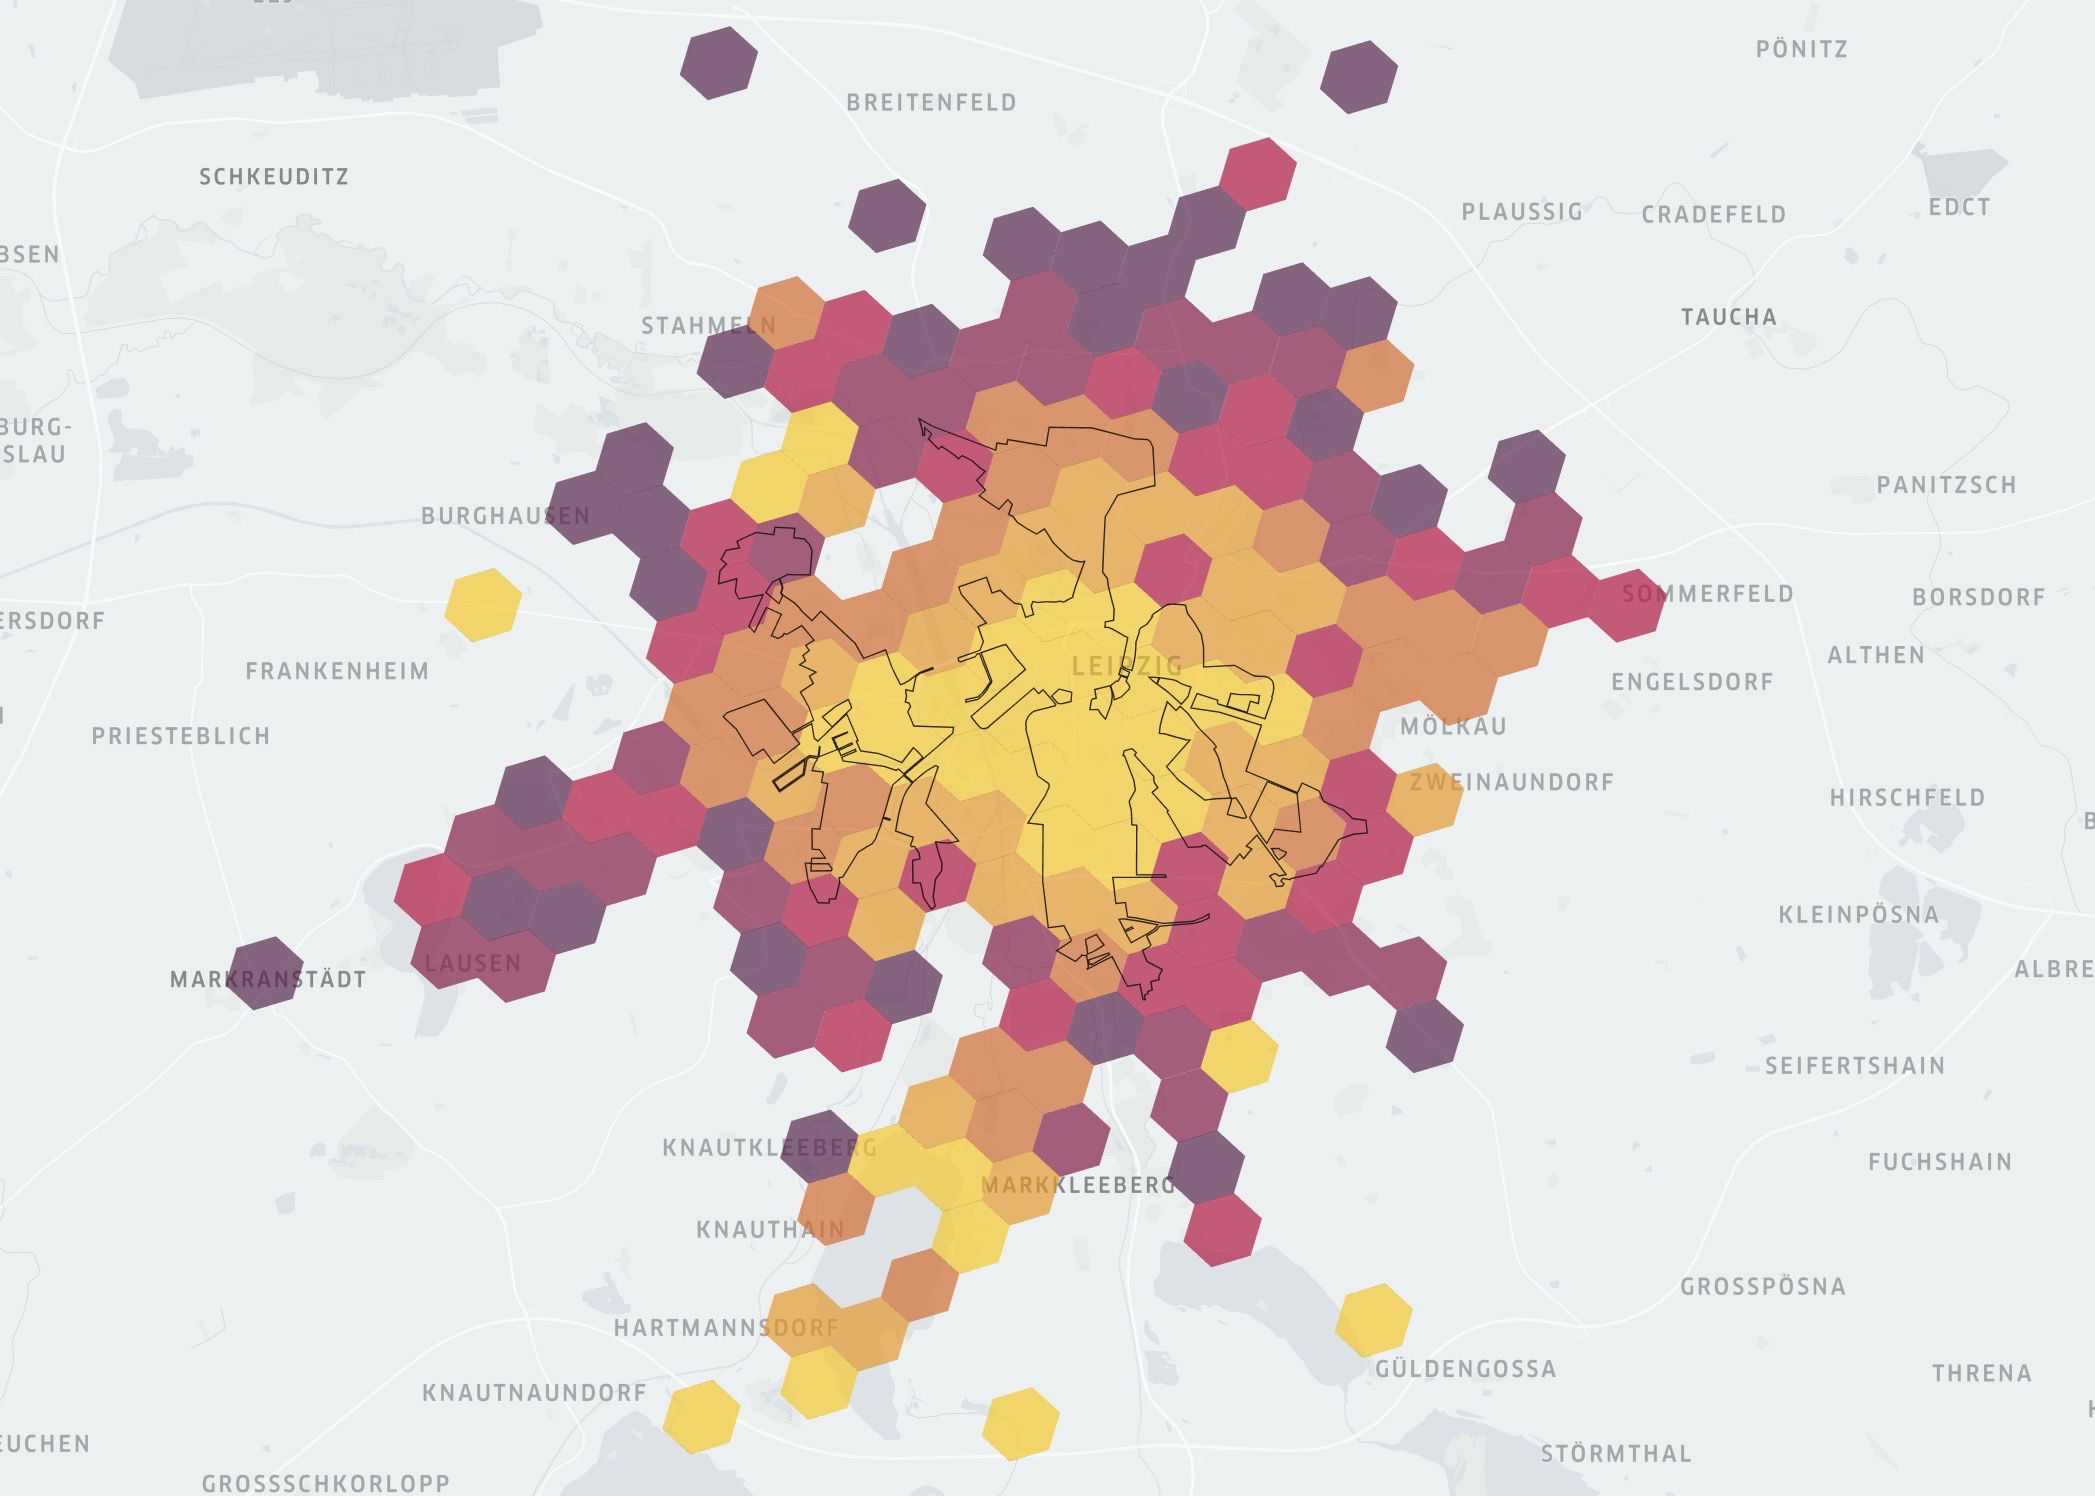 PÖNITZ
BREITENFELD
SCHKEUDITZ
EDCT
PLAUSSIG
CRADEFELD
BSEN
TAUCHA
STAHMELN
BURG-
SLAU
PANITZSCH
BURGHAUSEN
SOMMERFELD
BORSDORF
ERSDORF
ALTHEN
LEIPZIG
FRANKENHEIM
ENGELSDORF
MÖLKAU
PRIESTEBLICH
ZWEINAUNDORF
HIRSCHFELD
B
KLEINPÖSNA
LAUSEN
ALBRE
MARKRANSTÄDT
SEIFERTSHAIN
KNAUTKLEEBERG
FUCHSHAIN
MARKKLEEBERG
KNAUTHAIN
GROSSPÖSNA
HARTMANNSDORF
GÜLDENGOSSA
THRENA
KNAUTNAUNDORF
EUCHEN
STÖRMTHAL
GROSSSCHKORLOPP